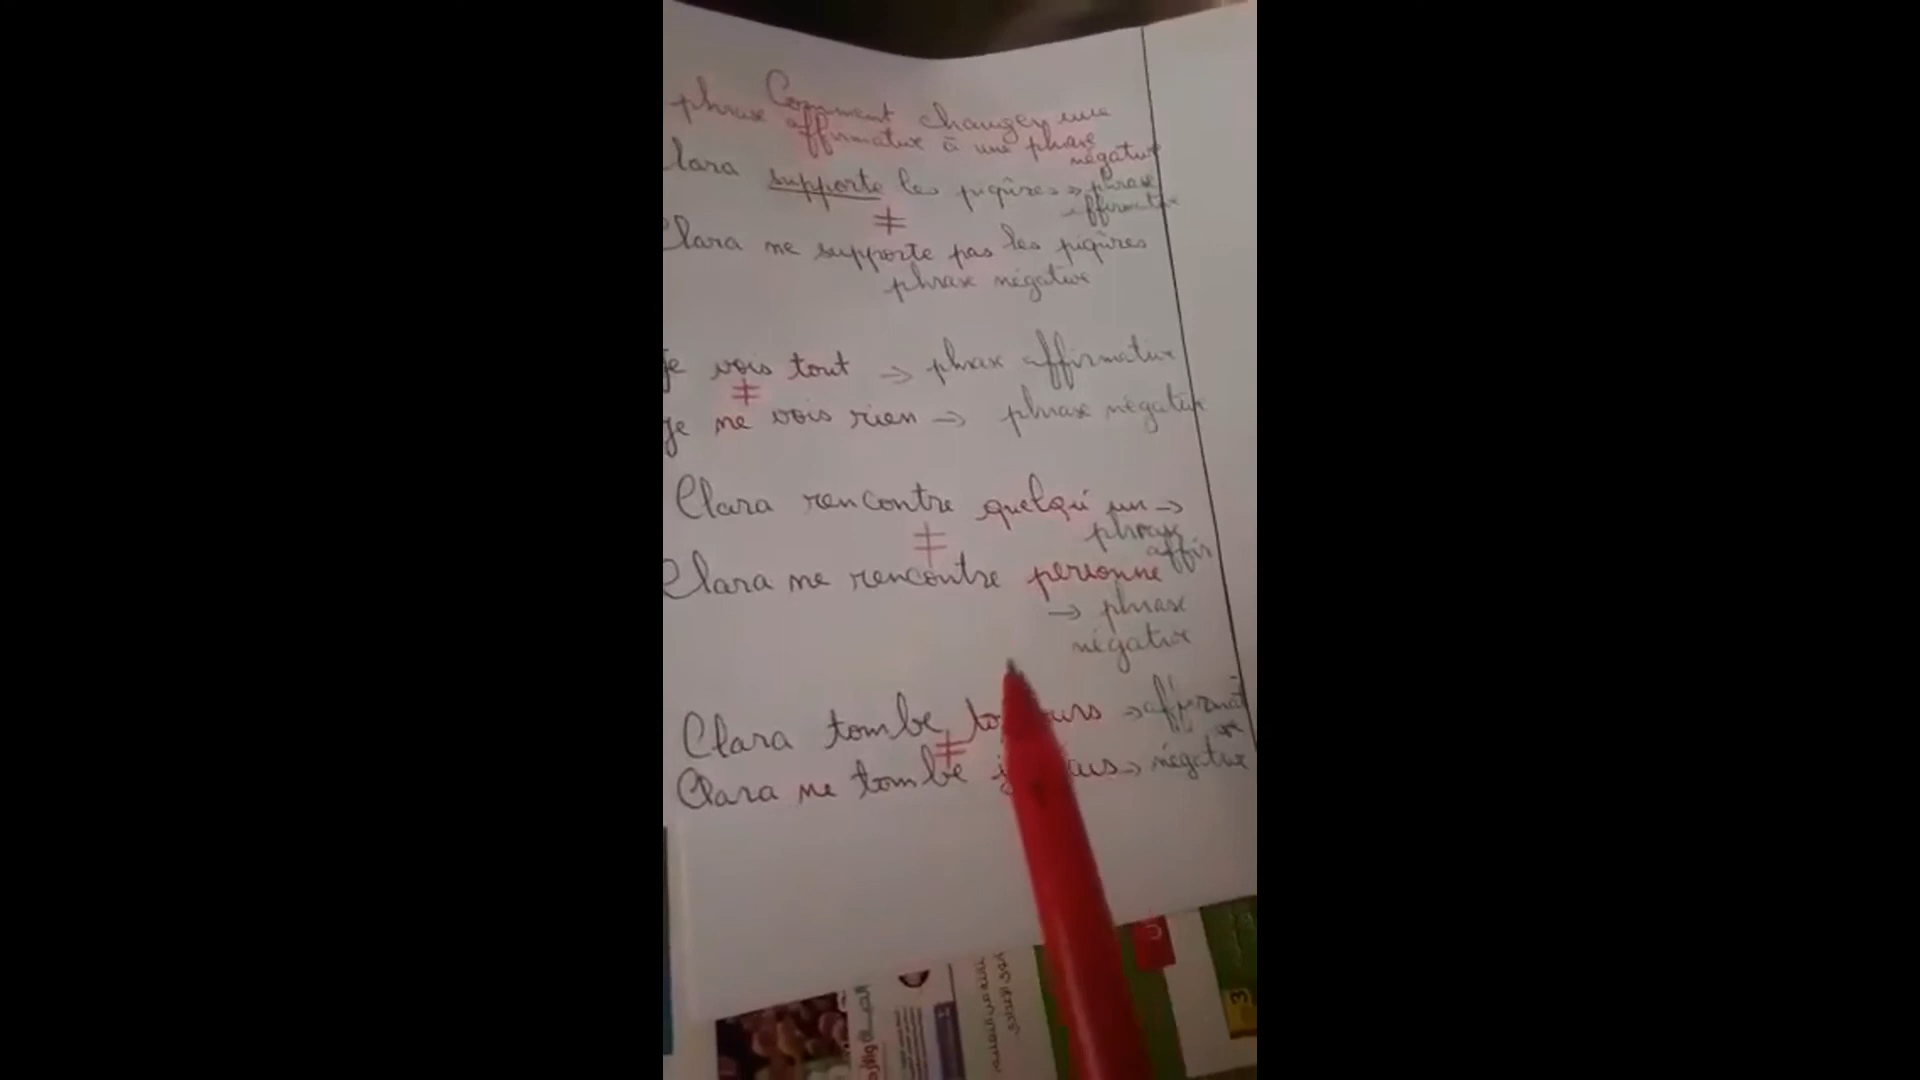 Comment changer une
phrase affirmative à une phrase
négative
Clara supporte les piqûres → phrase
affirmative
≠
Clara ne supporte pas les piqûres
phrase négative
Je vois tout → phrase affirmative
≠
Je ne vois rien → phrase négative
Clara rencontre quelqu'un →
phrase
affir
≠
Clara ne rencontre personne
→ phrase
négative
Clara tombe toujours → affirmative
≠
Clara ne tombe → négative
3